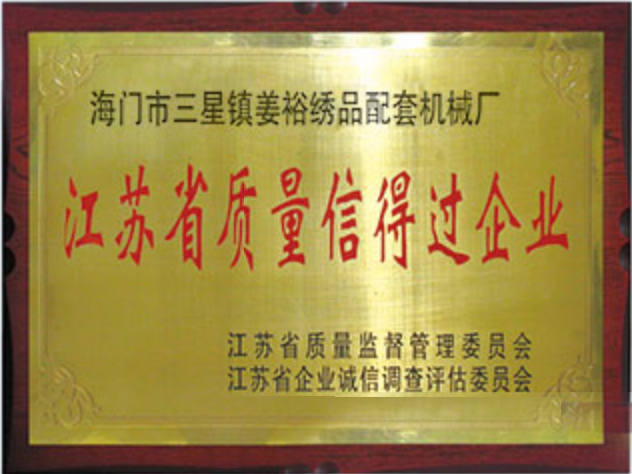 海门市三星镇姜裕绣品配套机械厂
江苏省质量信得过企业
江苏省质量监督管理委员会
江苏省企业诚信调查评估委员会